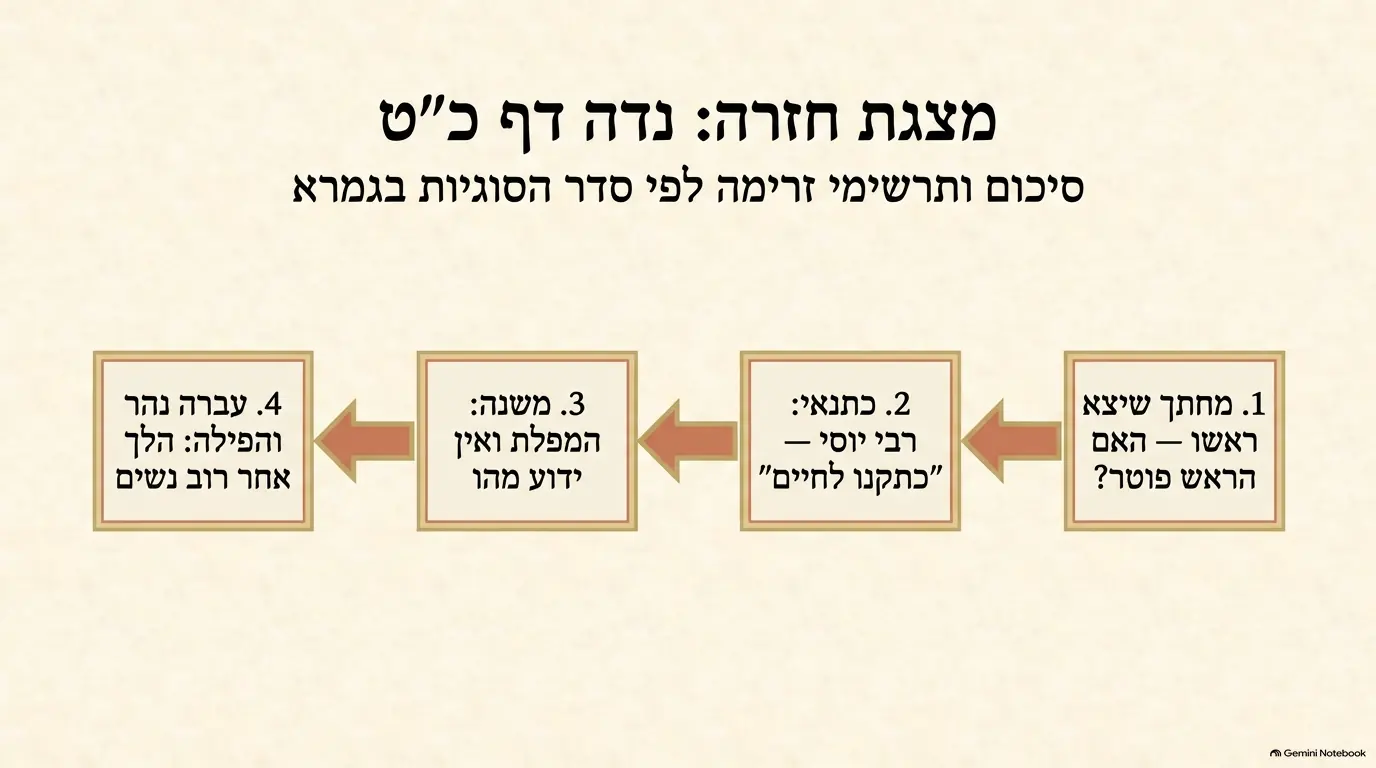 מצגת חזרה: נדה דף כ"ט
סיכום ותרשימי זרימה לפי סדר הסוגיות בגמרא
1. מחתך שיצא
ראשו — האם
הראש פוטר?
2. כתנאי:
רבי יוסי —
"כתקנו לחיים"
3. משנה:
המפלת ואין
ידוע מהו
4. עברה נהר
והפילה: הלך
אחר רוב נשים
Gemini Notebook